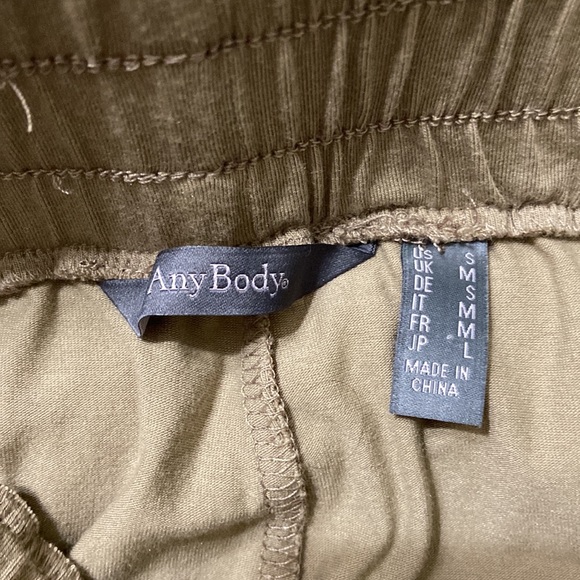 AnyBody®
US S
UK M
DE S
IT M
FR M
JP L
MADE IN
CHINA